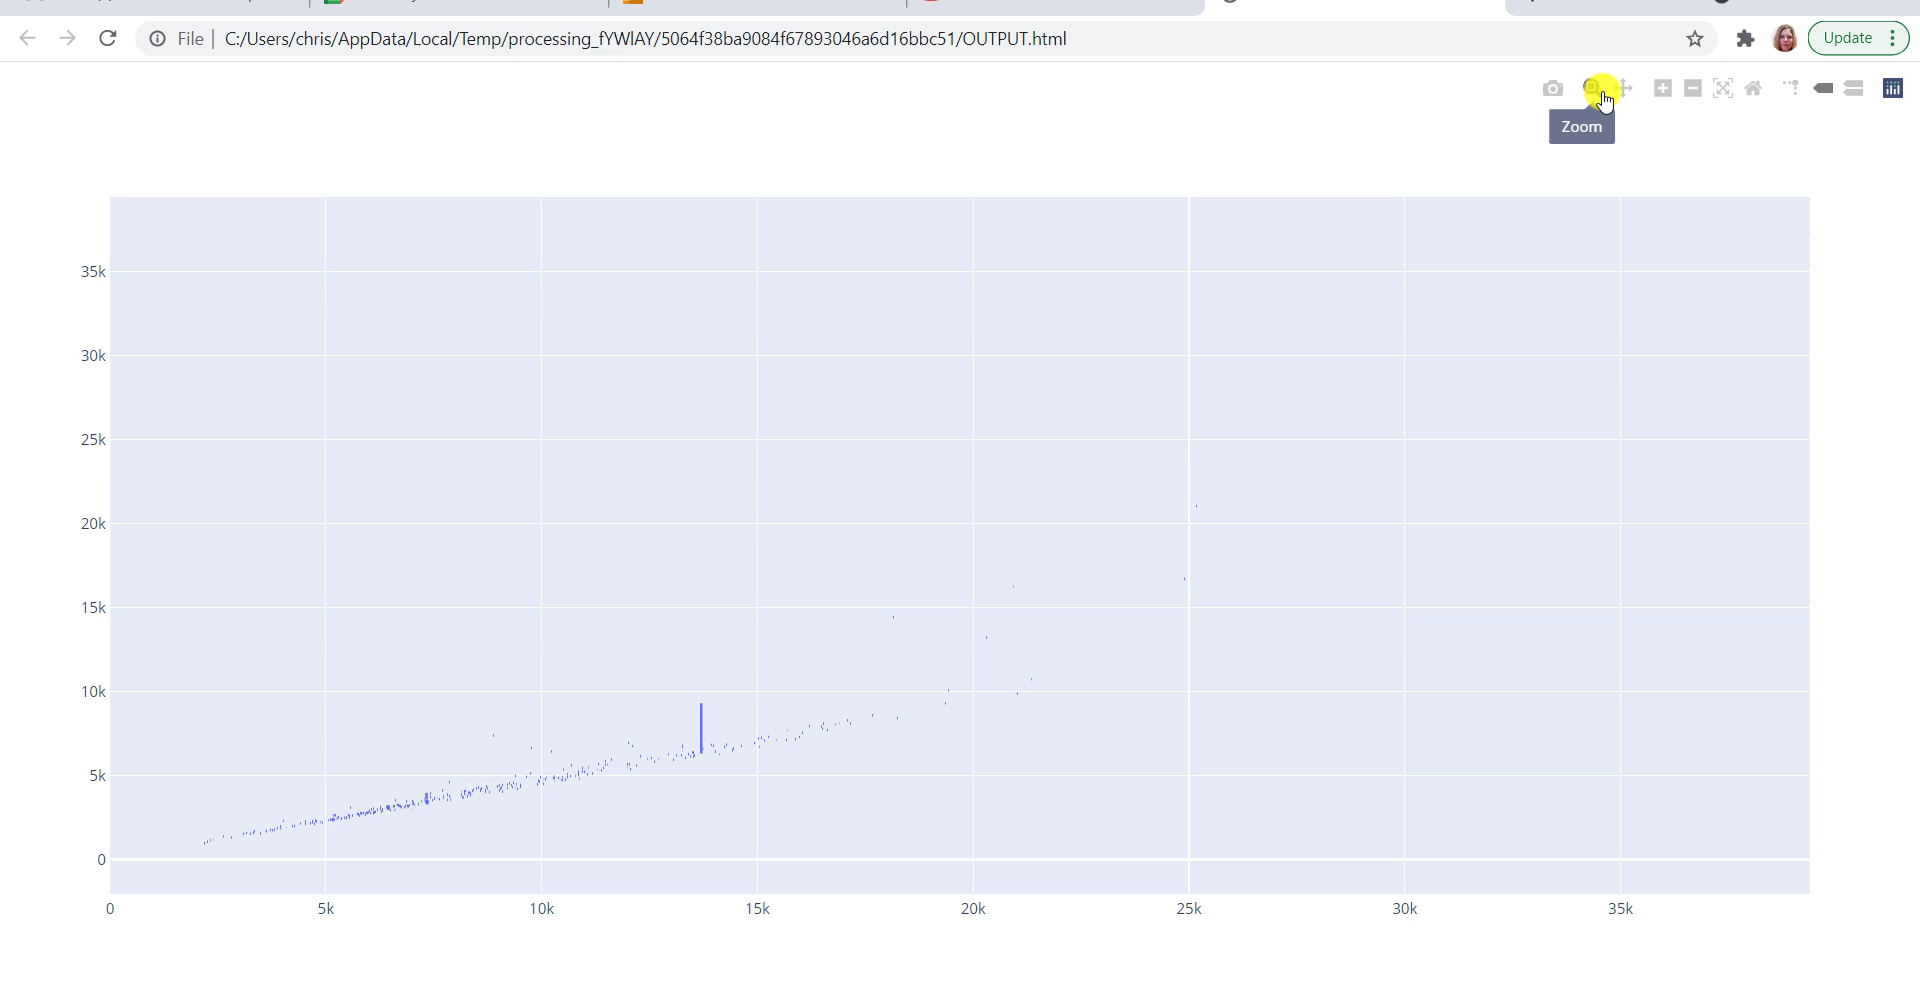 File C:/Users/chris/AppData/Local/Temp/processing_fYWlAY/5064f38ba9084f67893046a6d16bbc51/OUTPUT.html
Update
Zoom
35k
30k
25k
20k
15k
10k
5k
0
0 5k 10k 15k 20k 25k 30k 35k